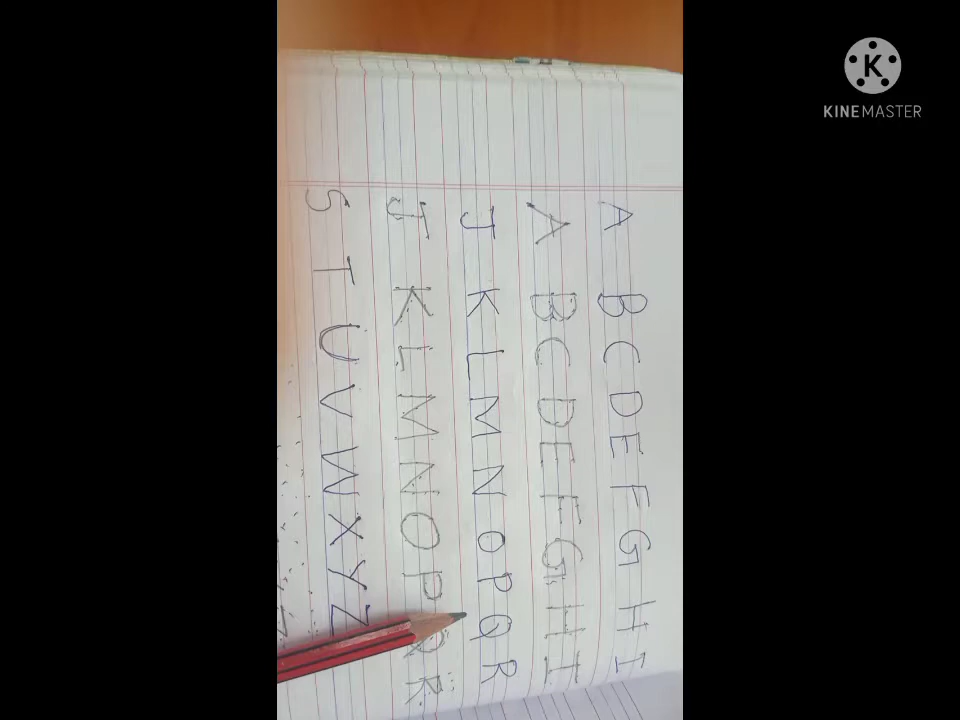 A B C D E F G H I
A B C D E F G H I
J K L M N O P Q R
J K L M N O P Q R
S T U V W X Y Z
KINEMASTER